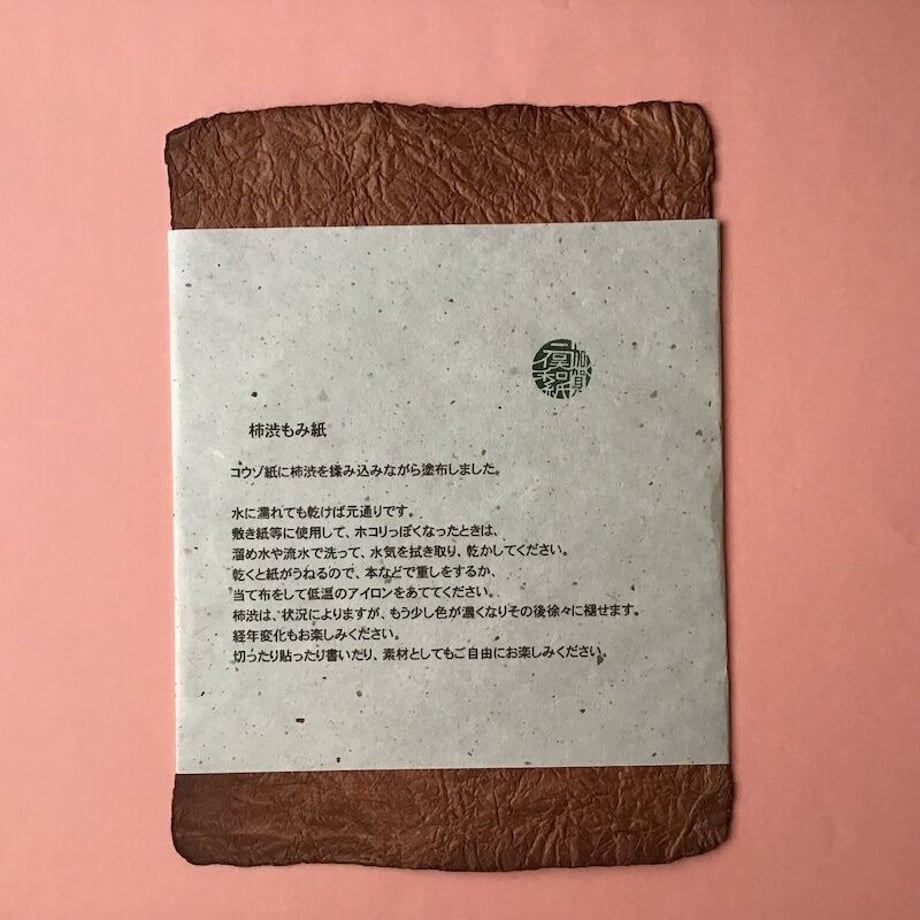 加賀
二俣和紙
柿渋もみ紙
コウゾ紙に柿渋を揉み込みながら塗布しました。
水に濡れても乾けば元通りです。
敷き紙等に使用して、ホコリっぽくなったときは、
溜め水や流水で洗って、水気を拭き取り、乾かしてください。
乾くと紙がうねるので、本などで重しをするか、
当て布をして低温のアイロンをあててください。
柿渋は、状況によりますが、もう少し色が濃くなりその後徐々に褪せます。
経年変化もお楽しみください。
切ったり貼ったり書いたり、素材としてもご自由にお楽しみください。